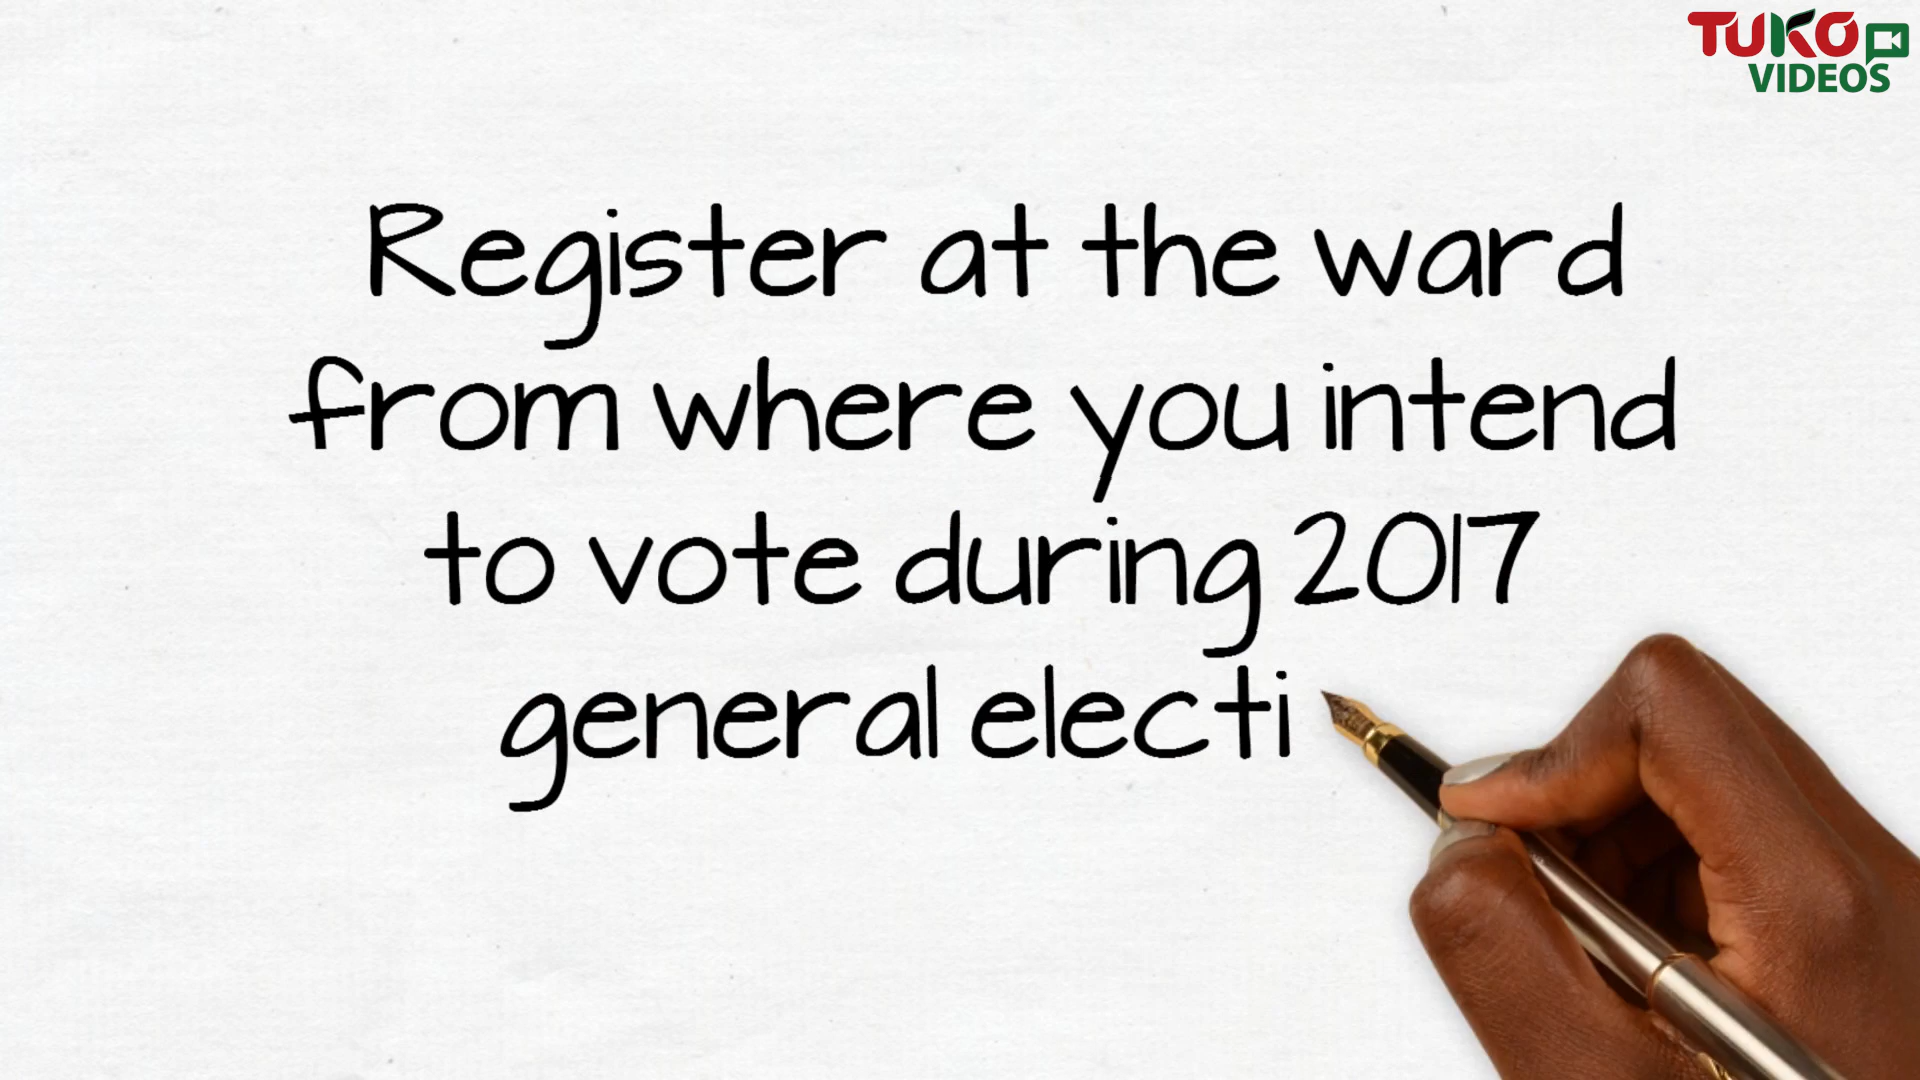 TUKO
VIDEOS
Register at the ward
from where you intend
to vote during 2017
general electi